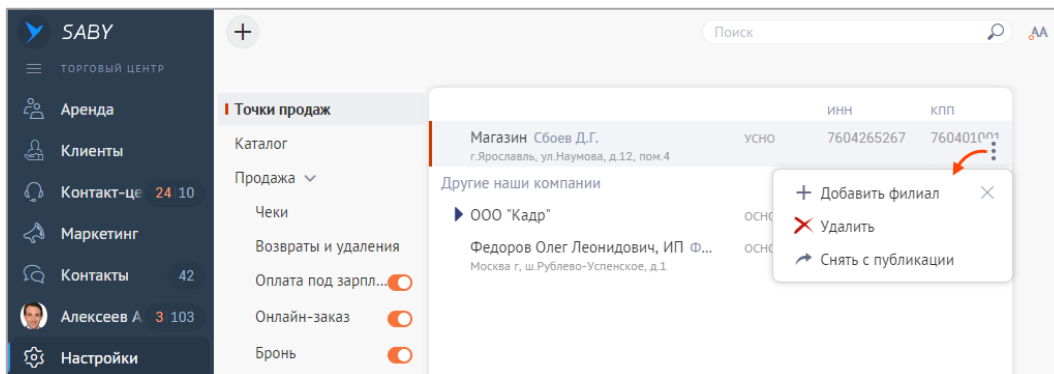 SABY
ТОРГОВЫЙ ЦЕНТР
Аренда
Клиенты
Контакт-це 24 10
Маркетинг
Контакты 42
Алексеев А 3 103
Настройки
Поиск
АА
Точки продаж
Каталог
Продажа
Чеки
Возвраты и удаления
Оплата под зарпл...
Онлайн-заказ
Бронь
ИНН КПП
Магазин Сбоев Д.Г. УСНО 7604265267 760401001
г.Ярославль, ул.Наумова, д.12, пом.4
Другие наши компании
ООО "Кадр" ОСНО
Федоров Олег Леонидович, ИП Ф... ОСНО
Москва г, ш.Рублево-Успенское, д.1
Добавить филиал
Удалить
Снять с публикации